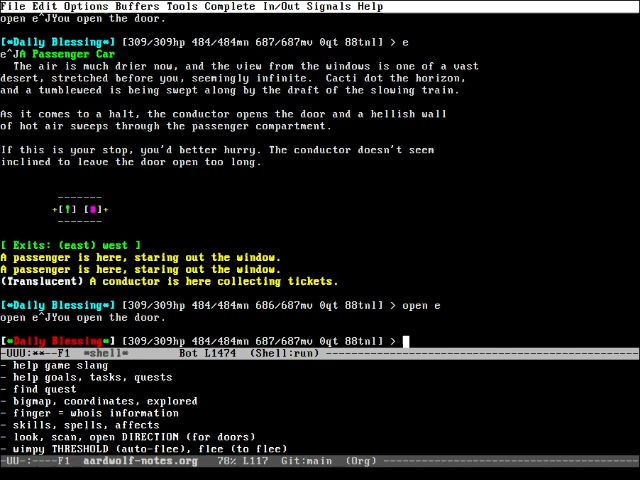 File Edit Options Buffers Tools Complete In/Out Signals Help
open e^JYou open the door.
[*Daily Blessing*] [309/309hp 484/484mn 687/687mv 0qt 88tnl] > e
e^JA Passenger Car
The air is much drier now, and the view from the windows is one of a vast
desert, stretched before you, seemingly infinite.  Cacti dot the horizon,
and a tumbleweed is being swept along by the draft of the slowing train.
As it comes to a halt, the conductor opens the door and a hellish wall
of hot air sweeps through the passenger compartment.
If this is your stop, you'd better hurry. The conductor doesn't seem
inclined to leave the door open too long.
-------
+[!] [■]+
-------
[ Exits: (east) west ]
A passenger is here, staring out the window.
A passenger is here, staring out the window.
(Translucent) A conductor is here collecting tickets.
[*Daily Blessing*] [309/309hp 484/484mn 686/687mv 0qt 88tnl] > open e
open e^JYou open the door.
[*Daily Blessing*] [309/309hp 484/484mn 687/687mv 0qt 88tnl] >
-UUU:**--F1  *shell*        Bot L1474  (Shell:run)
- help game slang
- help goals, tasks, quests
- find quest
- bigmap, coordinates, explored
- finger = whois information
- skills, spells, affects
- look, scan, open DIRECTION (for doors)
- wimpy THRESHOLD (auto-flee), flee (to flee)
-UU-:----F1  aardwolf-notes.org   78% L117  Git:main  (Org)